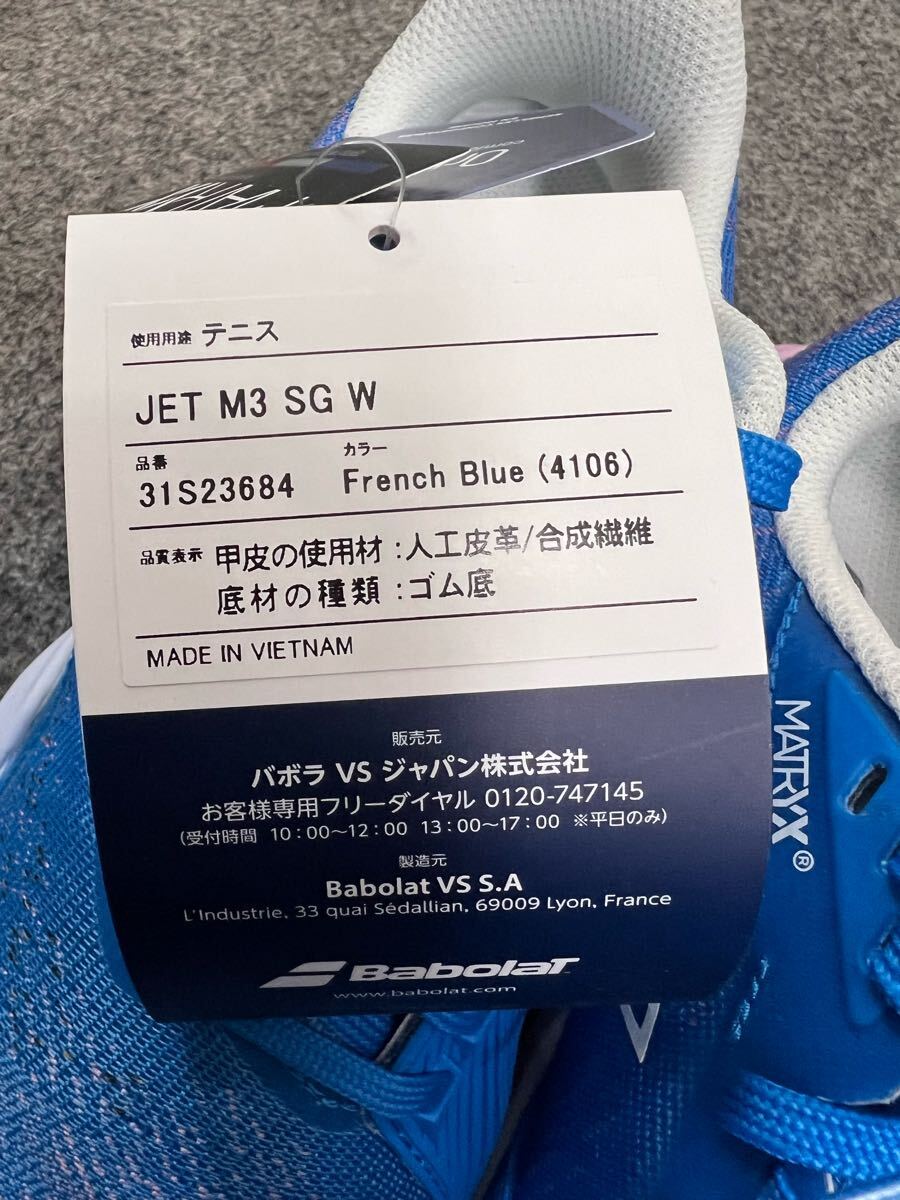 使用用途 テニス
JET M3 SG W
品番 カラー
31S23684 French Blue (4106)
品質表示 甲皮の使用材:人工皮革/合成繊維
底材の種類:ゴム底
MADE IN VIETNAM
販売元
バボラ VS ジャパン株式会社
お客様専用フリーダイヤル 0120-747145
(受付時間 10:00～12:00 13:00～17:00 ※平日のみ)
製造元
Babolat VS S.A
L'Industrie, 33 quai Sédallian, 69009 Lyon, France
Babolat
www.babolat.com
MATRYX®